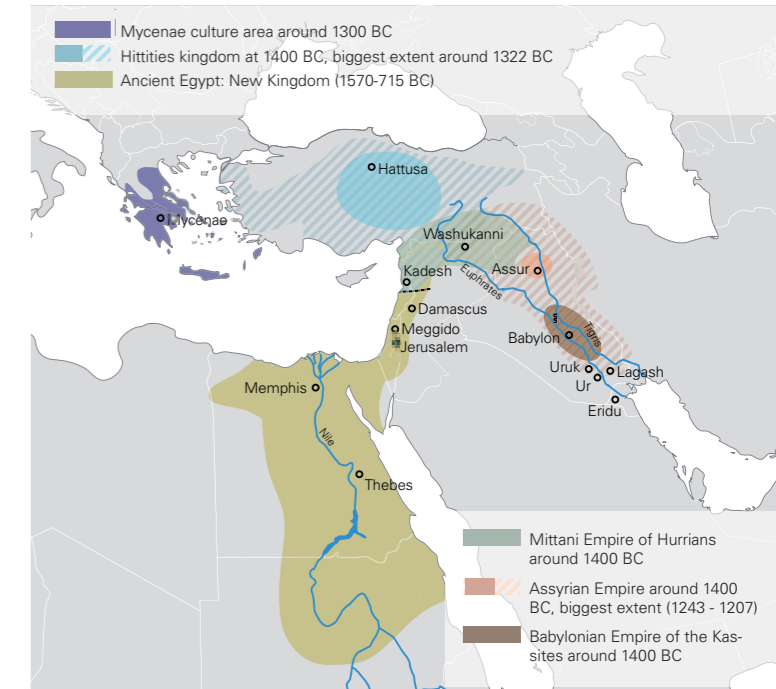 Mycenae culture area around 1300 BC
Hittities kingdom at 1400 BC, biggest extent around 1322 BC
Ancient Egypt: New Kingdom (1570-715 BC)
Hattusa
Mycenae
Washukanni
Assur
Kadesh
Euphrates
Damascus
Meggido
Tigris
Babylon
Jerusalem
Uruk
Lagash
Ur
Memphis
Eridu
Nile
Thebes
Mittani Empire of Hurrians
around 1400 BC
Assyrian Empire around 1400
BC, biggest extent (1243 - 1207)
Babylonian Empire of the Kas-
sites around 1400 BC